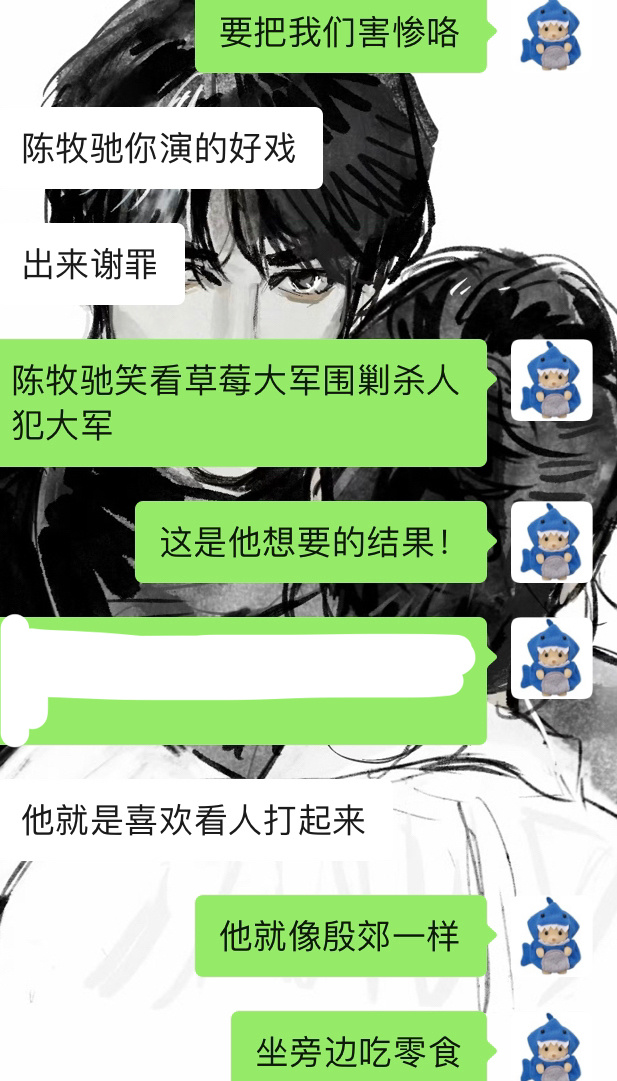 要把我们害惨咯
陈牧驰你演的好戏
出来谢罪
陈牧驰笑看草莓大军围剿杀人
犯大军
这是他想要的结果！
他就是喜欢看人打起来
他就像殷郊一样
坐旁边吃零食